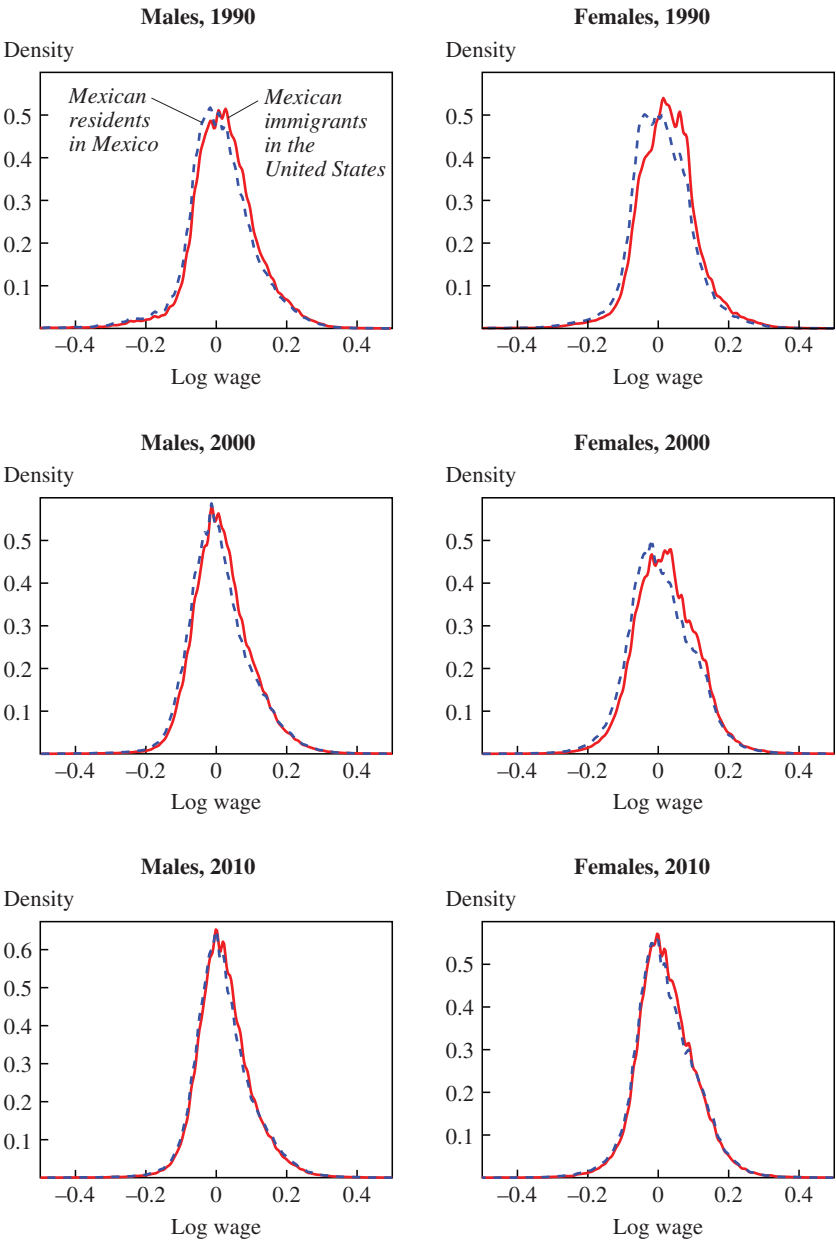 Males, 1990
Density
0.5
0.4
0.3
0.2
0.1
Mexican
residents
in Mexico
Mexican
immigrants
in the
United States
–0.4 –0.2 0 0.2 0.4
Log wage
Females, 1990
Density
0.5
0.4
0.3
0.2
0.1
–0.4 –0.2 0 0.2 0.4
Log wage
Males, 2000
Density
0.5
0.4
0.3
0.2
0.1
–0.4 –0.2 0 0.2 0.4
Log wage
Females, 2000
Density
0.5
0.4
0.3
0.2
0.1
–0.4 –0.2 0 0.2 0.4
Log wage
Males, 2010
Density
0.6
0.5
0.4
0.3
0.2
0.1
–0.4 –0.2 0 0.2 0.4
Log wage
Females, 2010
Density
0.5
0.4
0.3
0.2
0.1
–0.4 –0.2 0 0.2 0.4
Log wage